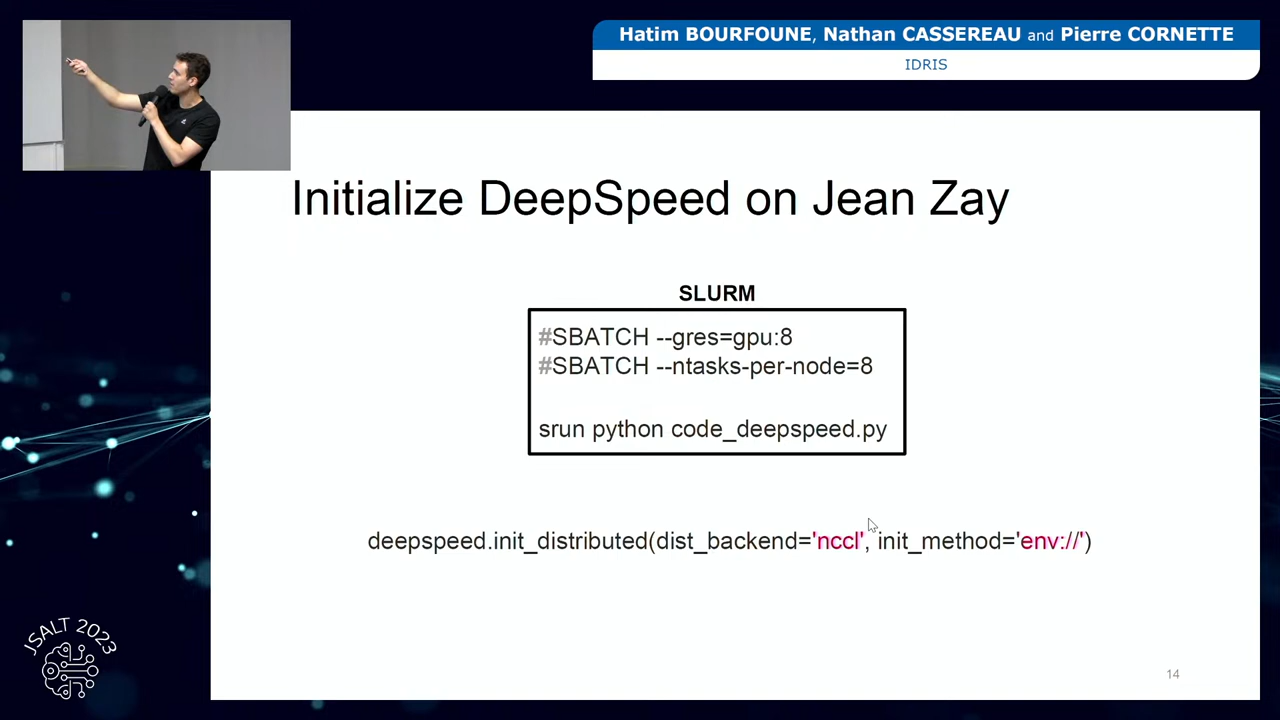 Hatim BOURFOUNE, Nathan CASSEREAU and Pierre CORNETTE
IDRIS
Initialize DeepSpeed on Jean Zay
SLURM
#SBATCH --gres=gpu:8
#SBATCH --ntasks-per-node=8
srun python code_deepspeed.py
deepspeed.init_distributed(dist_backend='nccl', init_method='env://')
JSALT 2023
14